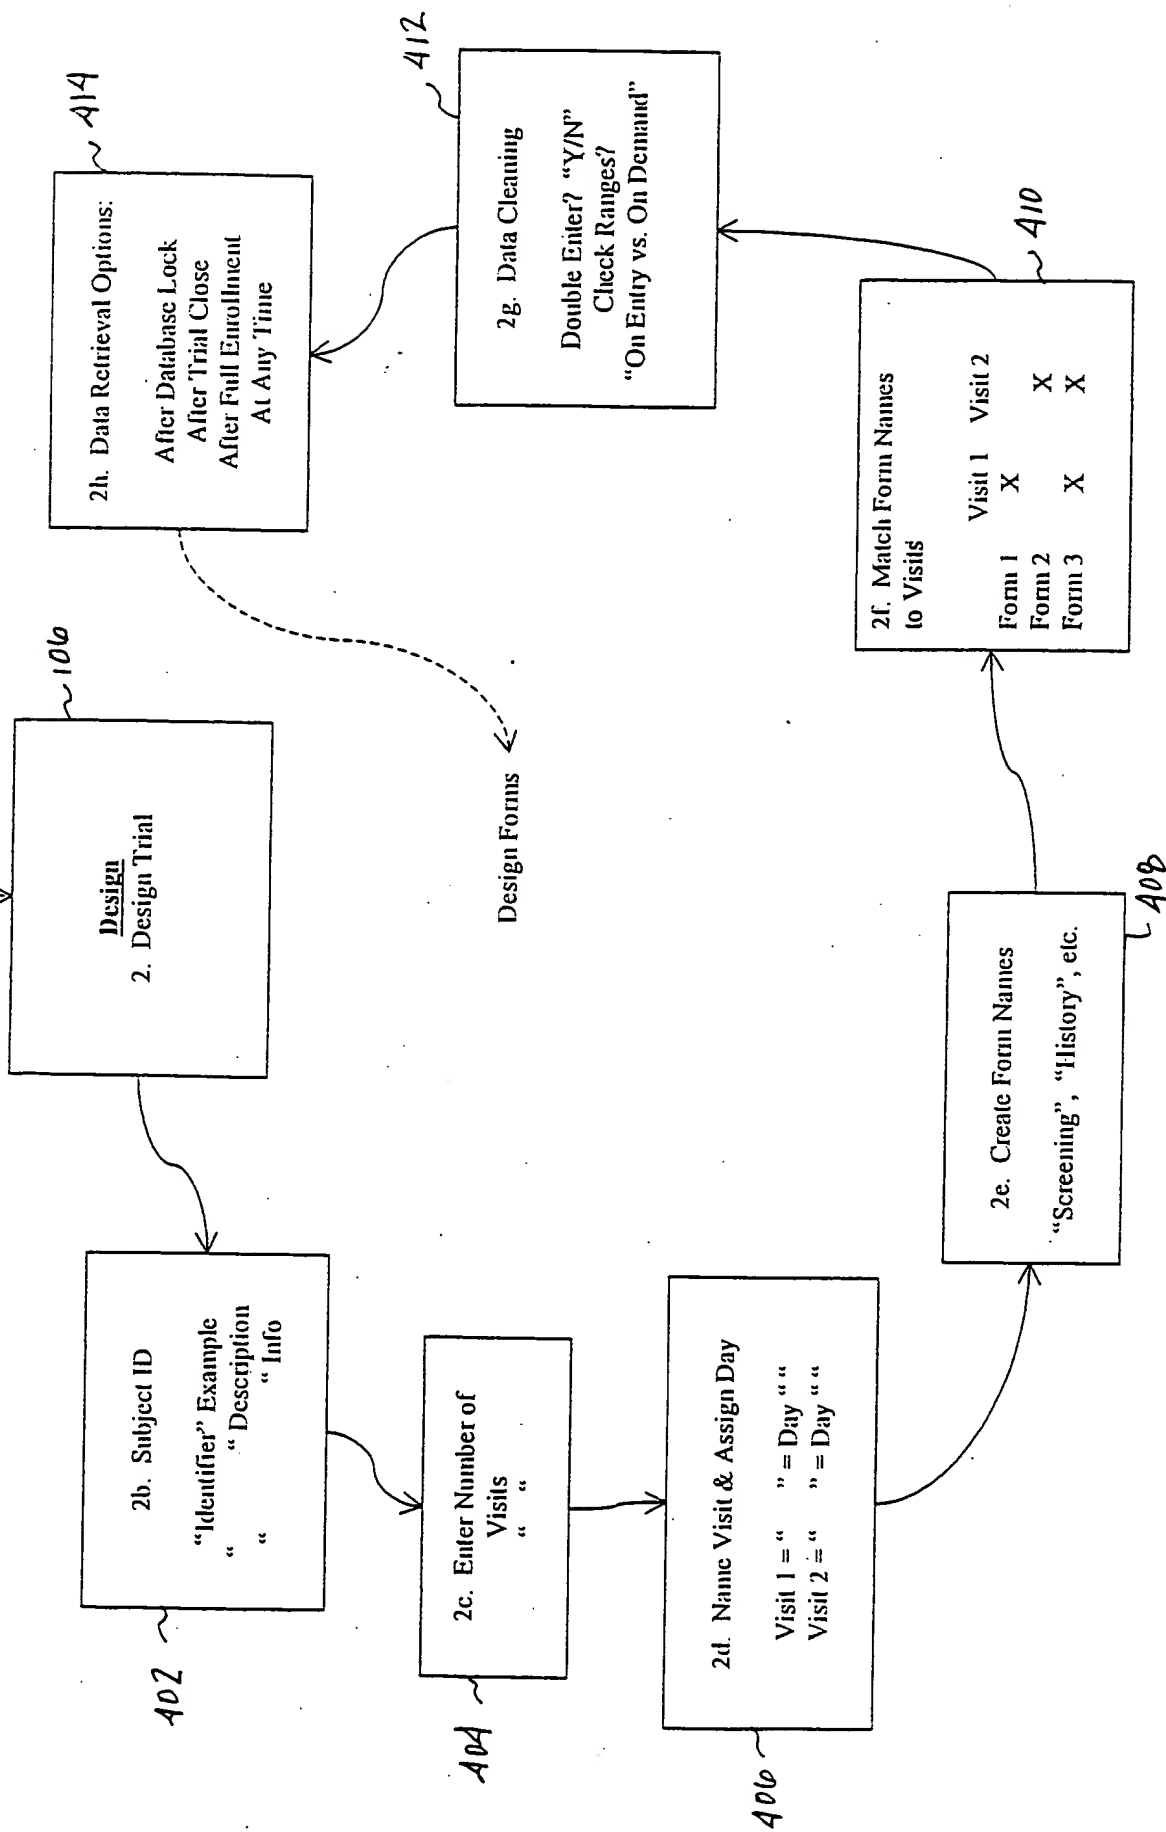 106
Design
2. Design Trial
402
2b. Subject ID
“Identifier” Example
“ “ Description
“ “ Info
404
2c. Enter Number of
Visits
“ “
406
2d. Name Visit & Assign Day
Visit 1 = “ ” = Day “ “
Visit 2 = “ ” = Day “ “
408
2e. Create Form Names
“Screening”, “History”, etc.
410
2f. Match Form Names
to Visits
Visit 1 Visit 2
Form 1 X
Form 2 X
Form 3 X X
412
2g. Data Cleaning
Double Enter? “Y/N”
Check Ranges?
“On Entry vs. On Demand”
414
2h. Data Retrieval Options:
After Database Lock
After Trial Close
After Full Enrollment
At Any Time
Design Forms